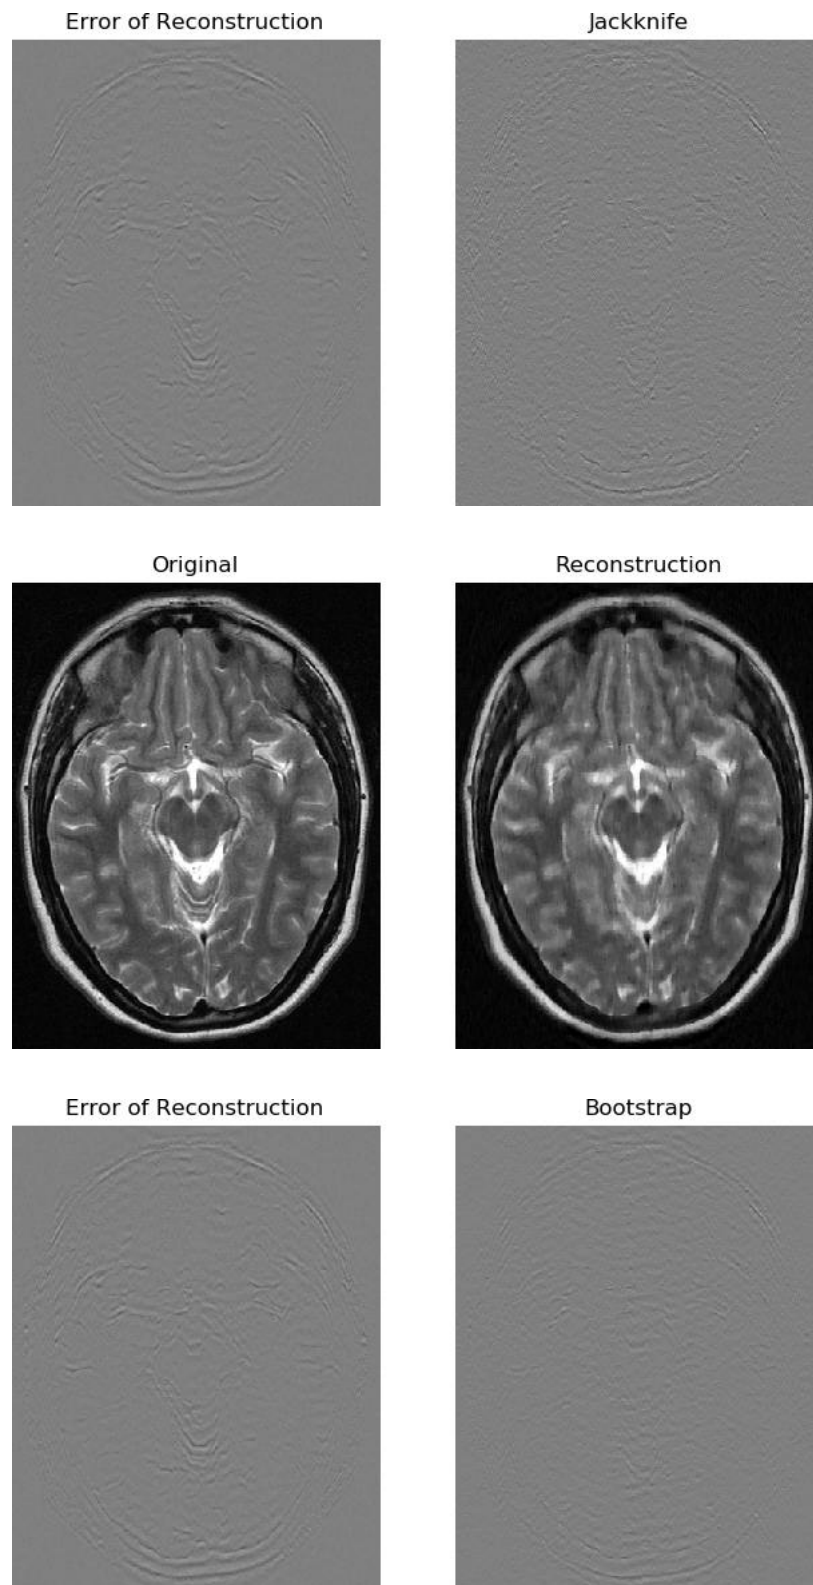 Error of Reconstruction
Jackknife
Original
Reconstruction
Error of Reconstruction
Bootstrap